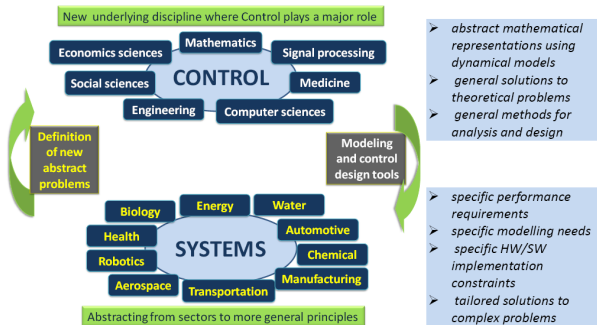 New underlying discipline where Control plays a major role
Mathematics
Economics sciences
Signal processing
CONTROL
Social sciences
Medicine
Engineering
Computer sciences
➢ abstract mathematical
representations using
dynamical models
➢ general solutions to
theoretical problems
➢ general methods for
analysis and design
Definition
of new
abstract
problems
Modeling
and control
design tools
Energy
Water
Biology
Automotive
Health
SYSTEMS
Chemical
Robotics
Manufacturing
Aerospace
Transportation
➢ specific performance
requirements
➢ specific modelling needs
➢ specific HW/SW
implementation
constraints
➢ tailored solutions to
complex problems
Abstracting from sectors to more general principles